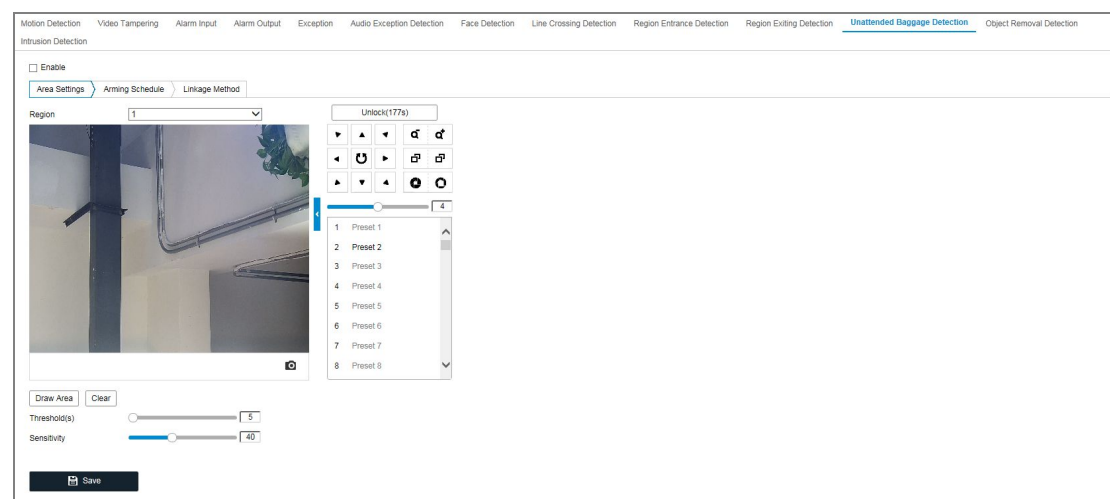 Motion Detection Video Tampering Alarm Input Alarm Output Exception Audio Exception Detection Face Detection Line Crossing Detection Region Entrance Detection Region Exiting Detection Unattended Baggage Detection Object Removal Detection
Intrusion Detection
Enable
Area Settings Arming Schedule Linkage Method
Region 1
Unlock(177s)
4
1 Preset 1
2 Preset 2
3 Preset 3
4 Preset 4
5 Preset 5
6 Preset 6
7 Preset 7
8 Preset 8
Draw Area Clear
Threshold(s) 5
Sensitivity 40
Save